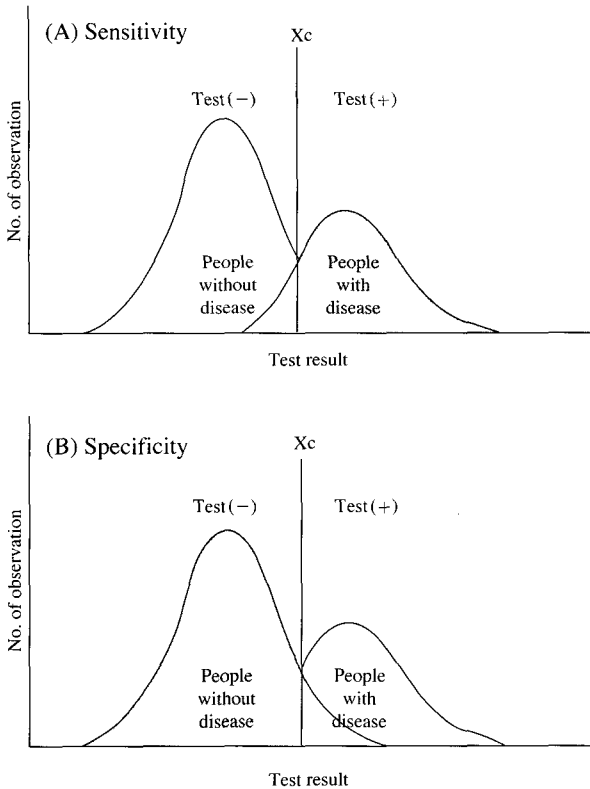 (A) Sensitivity
Xc
Test(−)
Test(+)
No. of observation
People
without
disease
People
with
disease
Test result
(B) Specificity
Xc
Test(−)
Test(+)
No. of observation
People
without
disease
People
with
disease
Test result